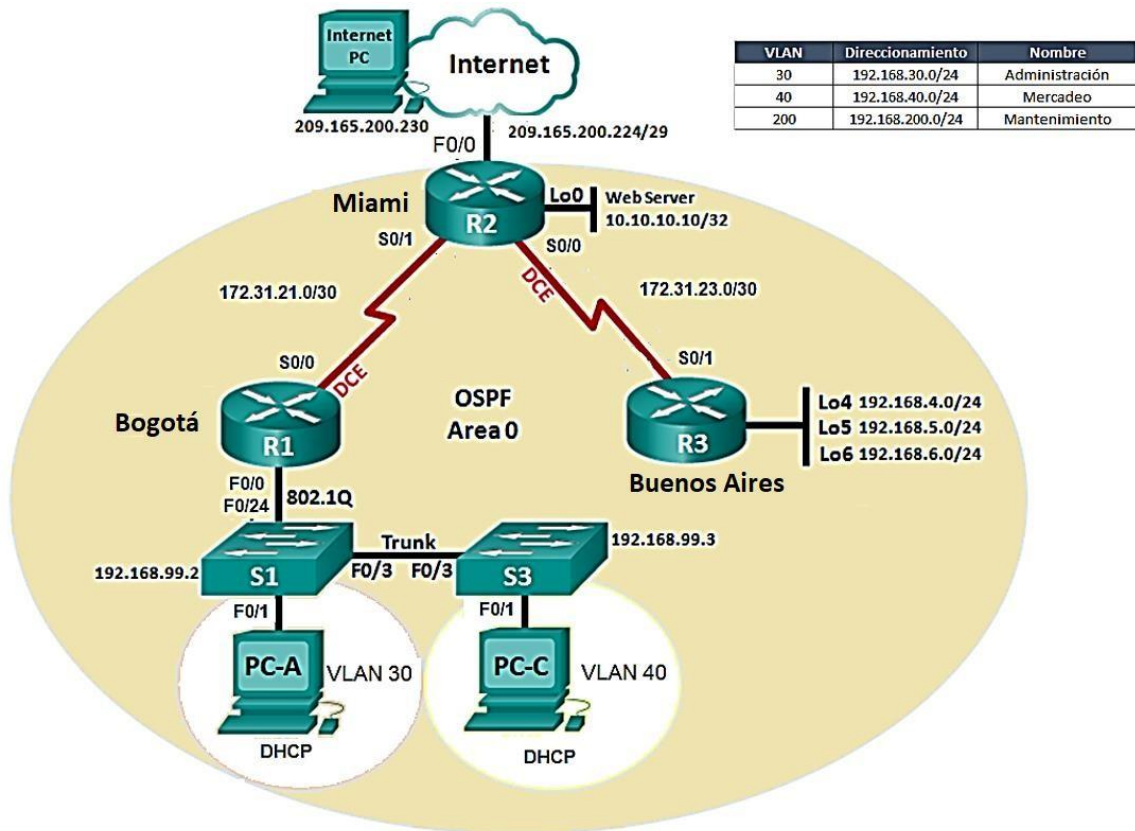 Internet
PC
Internet
209.165.200.230
209.165.200.224/29
F0/0
VLAN Direccionamiento Nombre
30 192.168.30.0/24 Administración
40 192.168.40.0/24 Mercadeo
200 192.168.200.0/24 Mantenimiento
Miami
R2
Lo0
Web Server
10.10.10.10/32
S0/1
S0/0
DCE
172.31.21.0/30
172.31.23.0/30
S0/0
DCE
S0/1
Bogotá
R1
OSPF
Area 0
R3
Lo4 192.168.4.0/24
Lo5 192.168.5.0/24
Lo6 192.168.6.0/24
Buenos Aires
F0/0
F0/24
802.1Q
Trunk
192.168.99.2
S1
F0/3
F0/3
S3
192.168.99.3
F0/1
F0/1
PC-A
VLAN 30
DHCP
PC-C
VLAN 40
DHCP